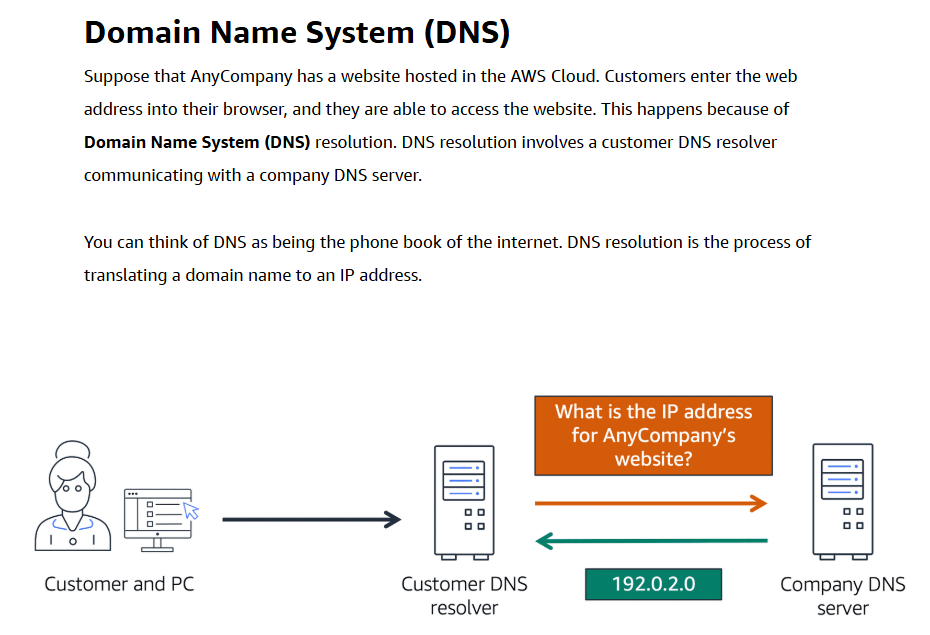 Domain Name System (DNS)
Suppose that AnyCompany has a website hosted in the AWS Cloud. Customers enter the web
address into their browser, and they are able to access the website. This happens because of
Domain Name System (DNS) resolution. DNS resolution involves a customer DNS resolver
communicating with a company DNS server.
You can think of DNS as being the phone book of the internet. DNS resolution is the process of
translating a domain name to an IP address.
What is the IP address
for AnyCompany’s
website?
192.0.2.0
Customer and PC
Customer DNS
resolver
Company DNS
server